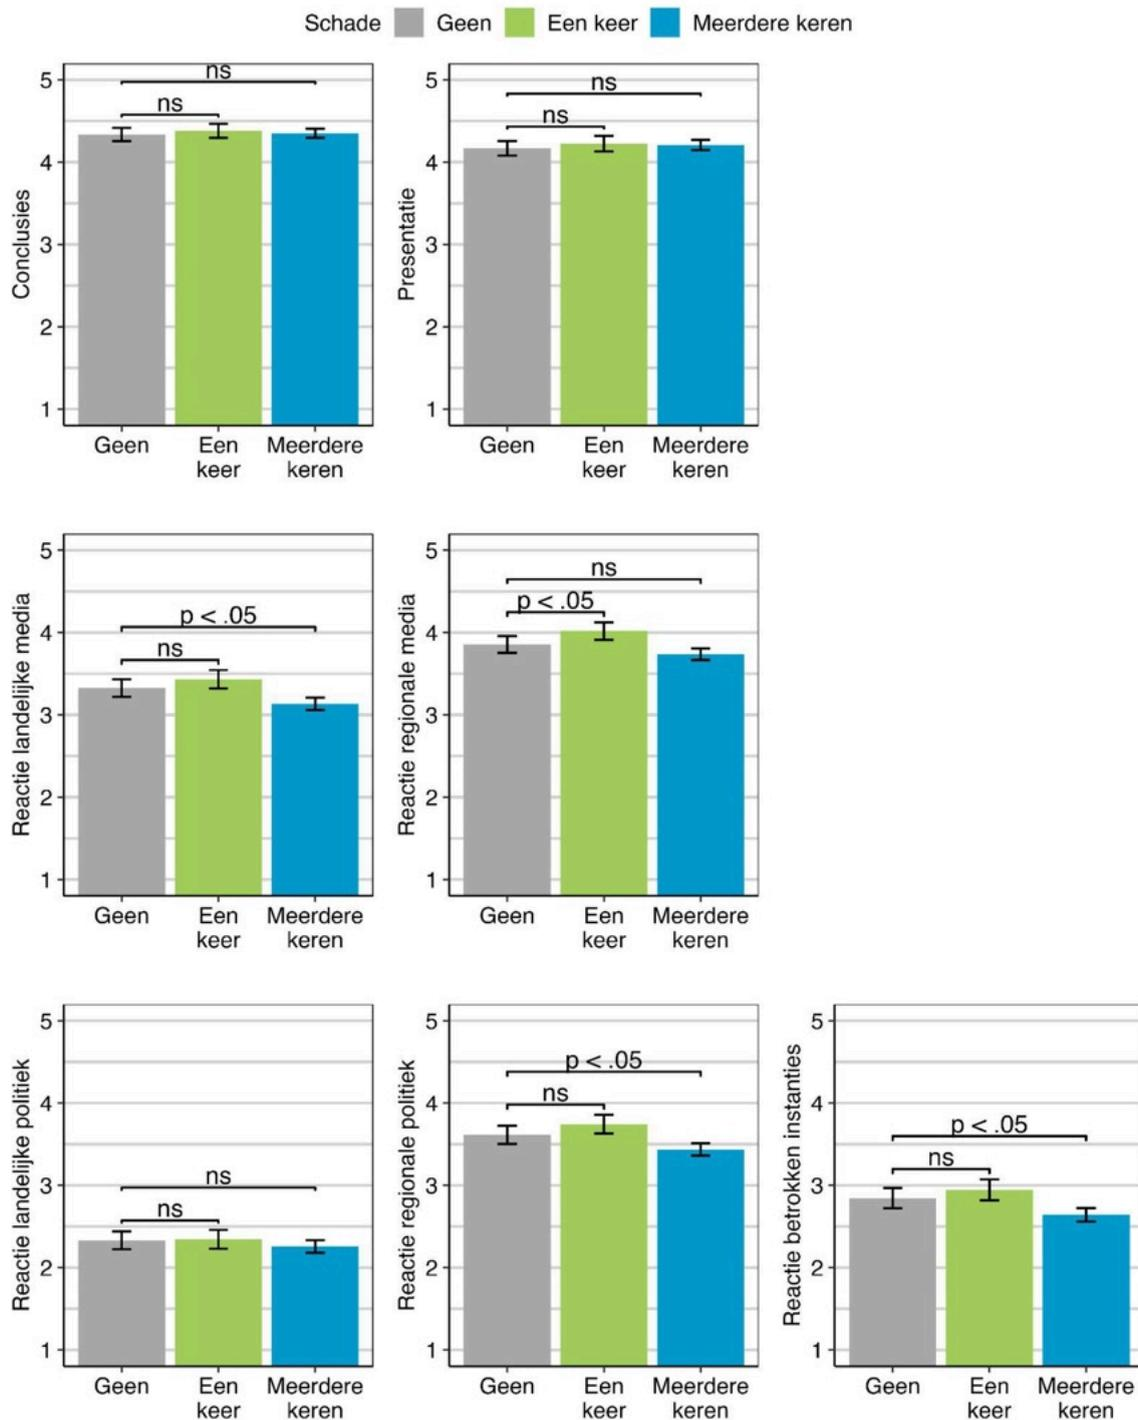 Schade Geen Een keer Meerdere keren
Conclusies
5
4
3
2
1
ns
ns
Geen Een Meerdere
keer keren
Presentatie
5
4
3
2
1
ns
ns
Geen Een Meerdere
keer keren
Reactie landelijke media
5
4
3
2
1
p < .05
ns
Geen Een Meerdere
keer keren
Reactie regionale media
5
4
3
2
1
ns
p < .05
Geen Een Meerdere
keer keren
Reactie landelijke politiek
5
4
3
2
1
ns
ns
Geen Een Meerdere
keer keren
Reactie regionale politiek
5
4
3
2
1
p < .05
ns
Geen Een Meerdere
keer keren
Reactie betrokken instanties
5
4
3
2
1
p < .05
ns
Geen Een Meerdere
keer keren